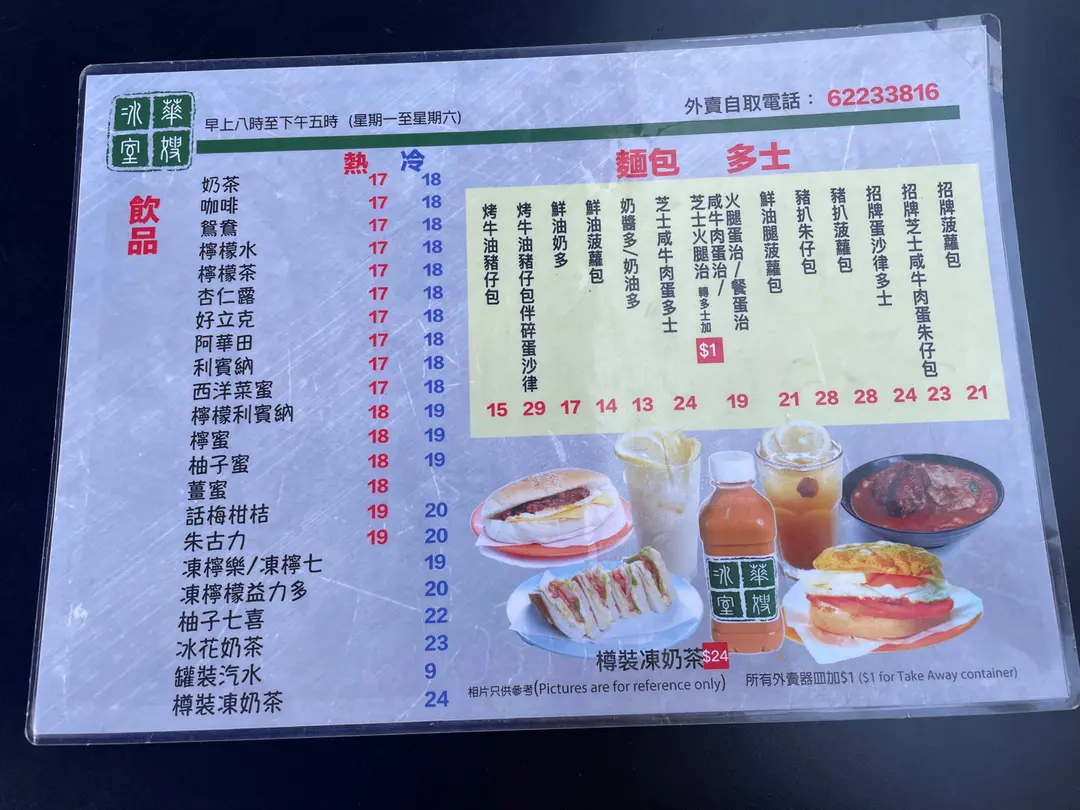 冰華
室嫂
早上八時至下午五時 (星期一至星期六)
外賣自取電話： 62233816
飲品
熱 冷
奶茶 17 18
咖啡 17 18
鴛鴦 17 18
檸檬水 17 18
檸檬茶 17 18
杏仁露 17 18
好立克 17 18
阿華田 17 18
利賓納 17 18
西洋菜蜜 17 18
檸檬利賓納 18 19
檸蜜 18 19
柚子蜜 18 19
薑蜜 18
話梅柑桔 19 20
朱古力 19 20
凍檸樂/凍檸七 19
凍檸檬益力多 20
柚子七喜 22
冰花奶茶 23
罐裝汽水 9
樽裝凍奶茶 24
麵包 多士
招牌菠蘿包
招牌芝士咸牛肉蛋朱仔包
招牌蛋沙律多士
豬扒菠蘿包
豬扒朱仔包
鮮油腿菠蘿包
火腿蛋治/餐蛋治
咸牛肉蛋治/
芝士火腿治 轉多士加 $1
芝士咸牛肉蛋多士
奶醬多/奶油多
鮮油菠蘿包
鮮油奶多
烤牛油豬仔包伴碎蛋沙律
烤牛油豬仔包
15 29 17 14 13 24 19 21 28 28 24 23 21
冰華
室嫂
樽裝凍奶茶 $24
相片只供參考(Pictures are for reference only)
所有外賣器皿加$1 ($1 for Take Away container)